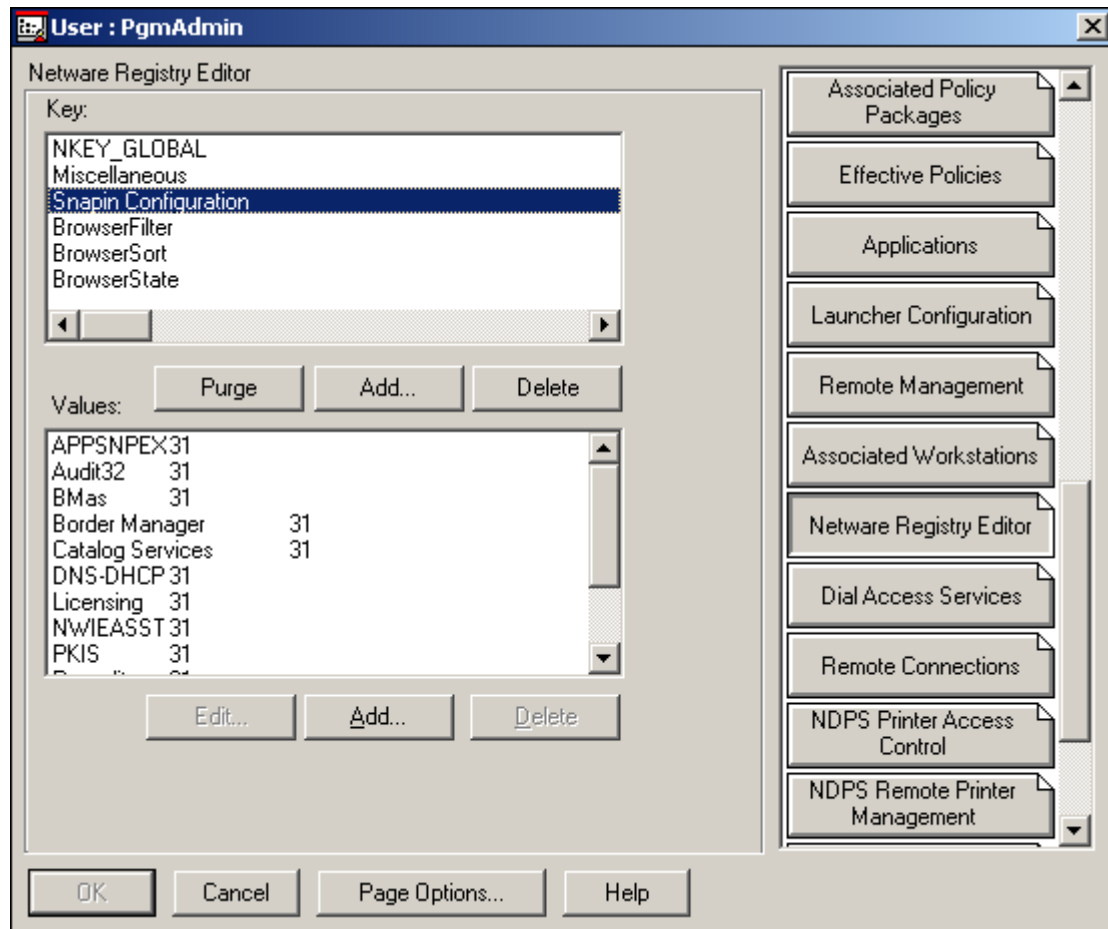 User : PgmAdmin
Netware Registry Editor
Key:
NKEY_GLOBAL
Miscellaneous
Snapin Configuration
BrowserFilter
BrowserSort
BrowserState
Purge
Add...
Delete
Values:
APPSNPEX31
Audit32 31
BMas 31
Border Manager 31
Catalog Services 31
DNS-DHCP 31
Licensing 31
NWIEASST 31
PKIS 31
Edit...
Add...
Delete
Associated Policy
Packages
Effective Policies
Applications
Launcher Configuration
Remote Management
Associated Workstations
Netware Registry Editor
Dial Access Services
Remote Connections
NDPS Printer Access
Control
NDPS Remote Printer
Management
OK
Cancel
Page Options...
Help